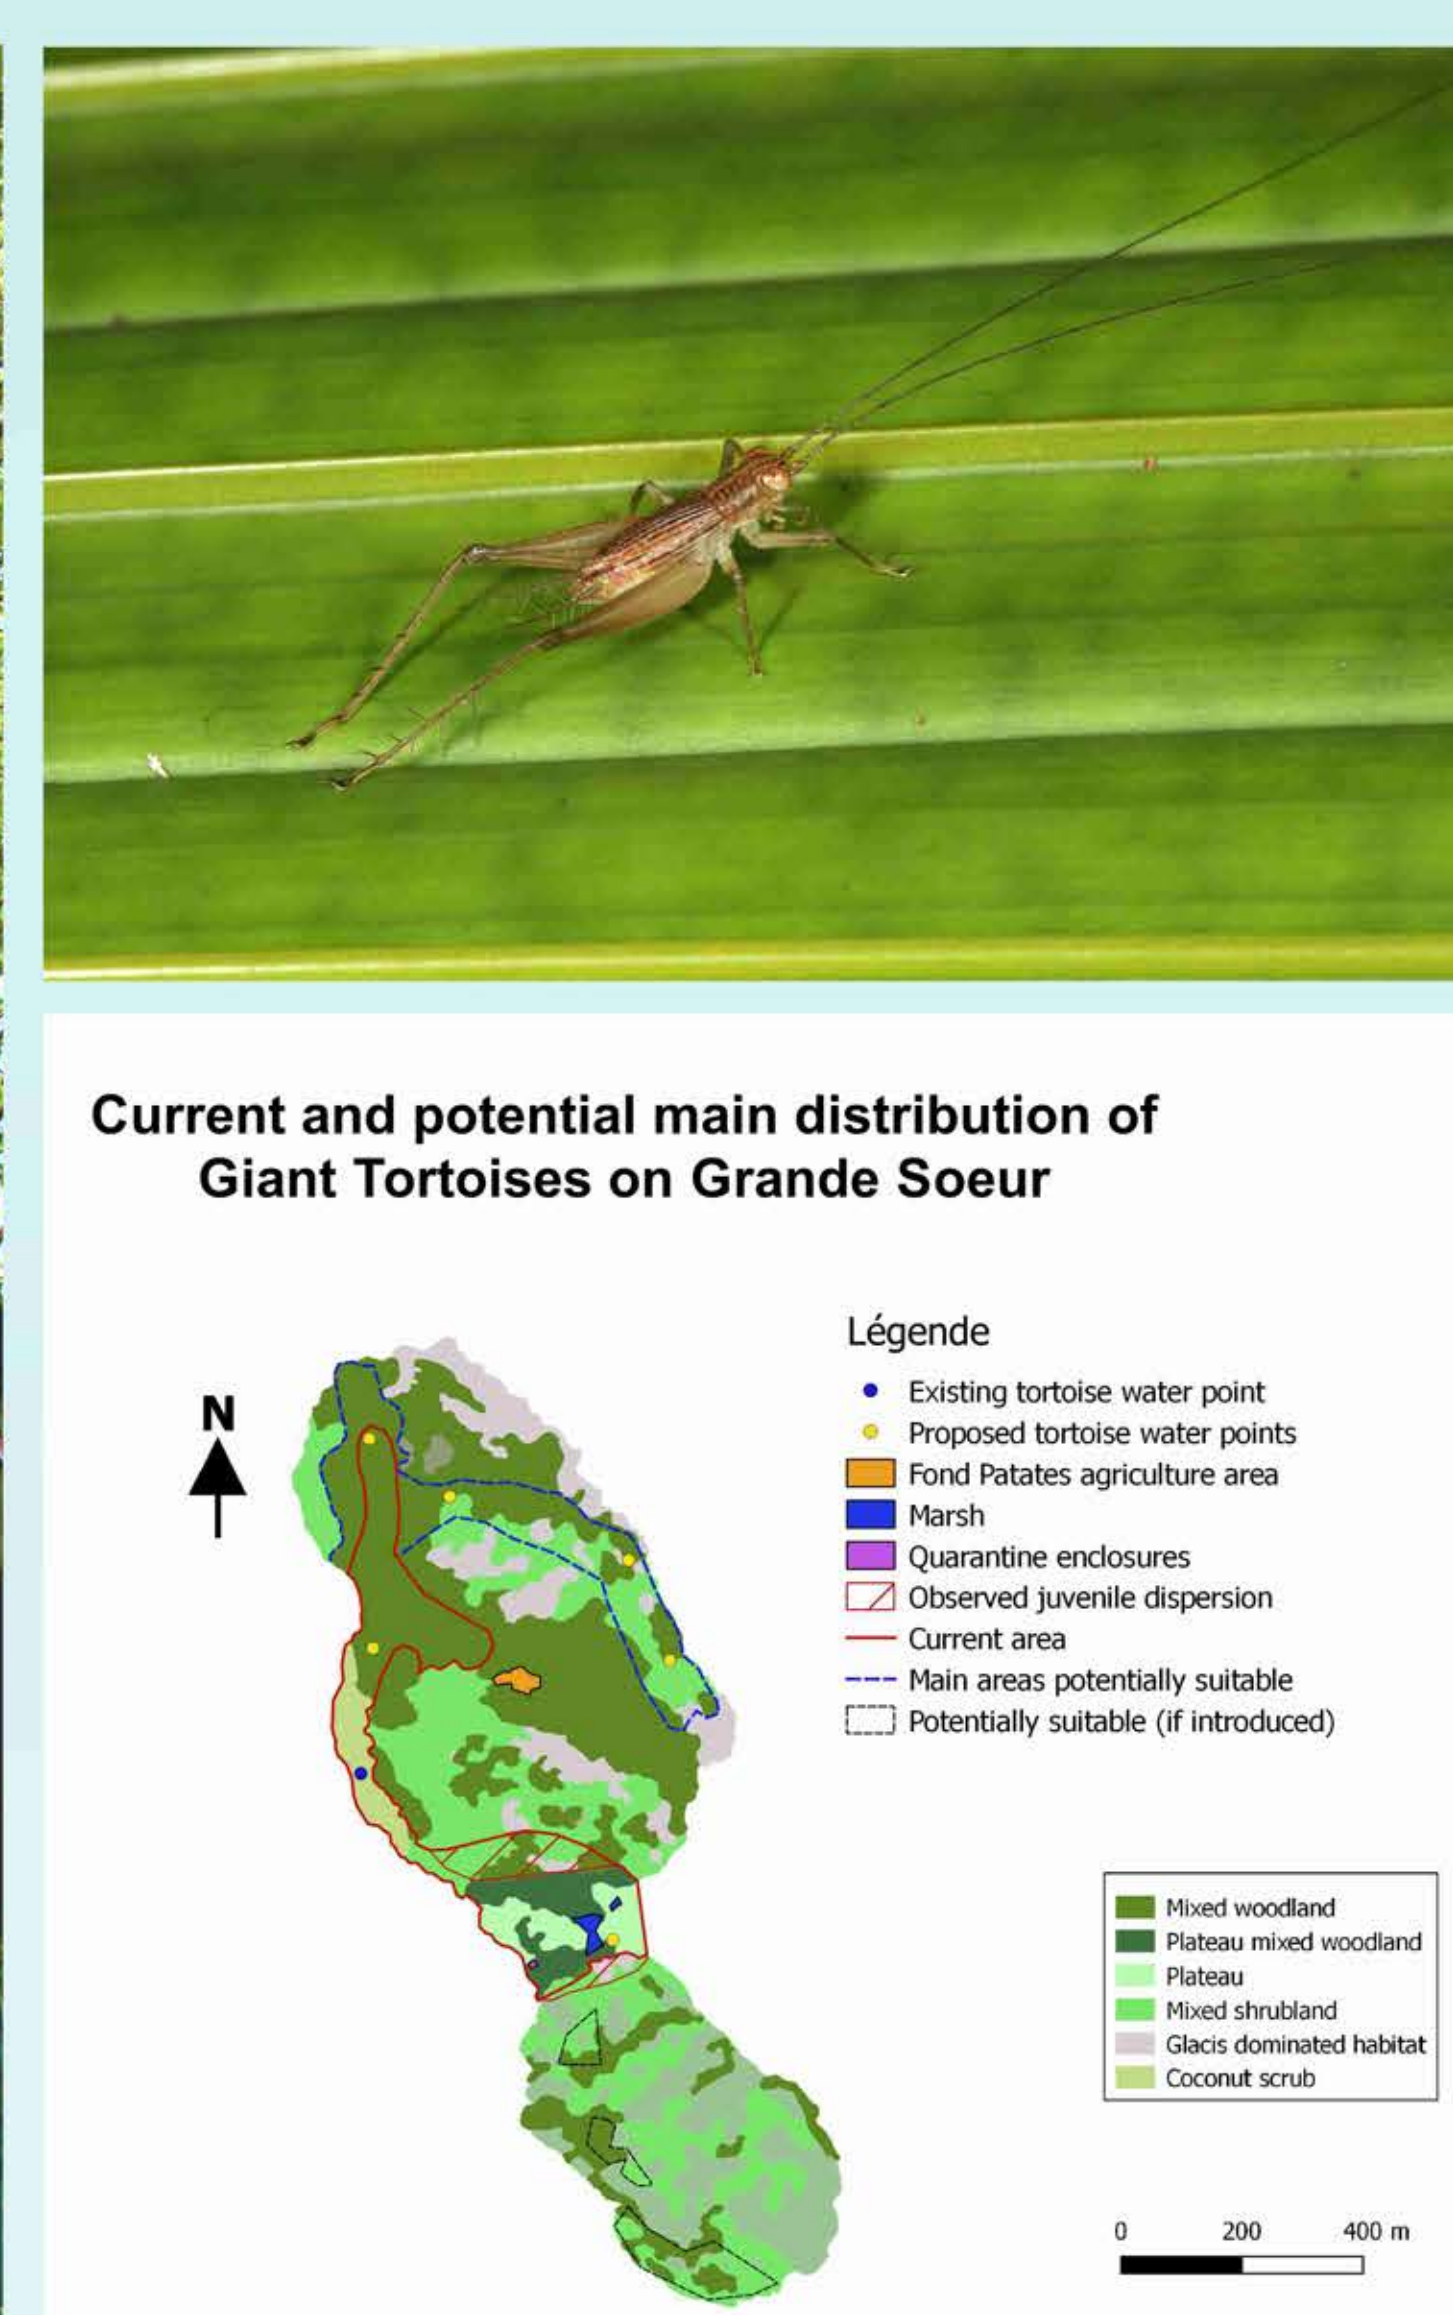 Current and potential main distribution of
Giant Tortoises on Grande Soeur
N
Légende
Existing tortoise water point
Proposed tortoise water points
Fond Patates agriculture area
Marsh
Quarantine enclosures
Observed juvenile dispersion
Current area
Main areas potentially suitable
Potentially suitable (if introduced)
Mixed woodland
Plateau mixed woodland
Plateau
Mixed shrubland
Glacis dominated habitat
Coconut scrub
0 200 400 m